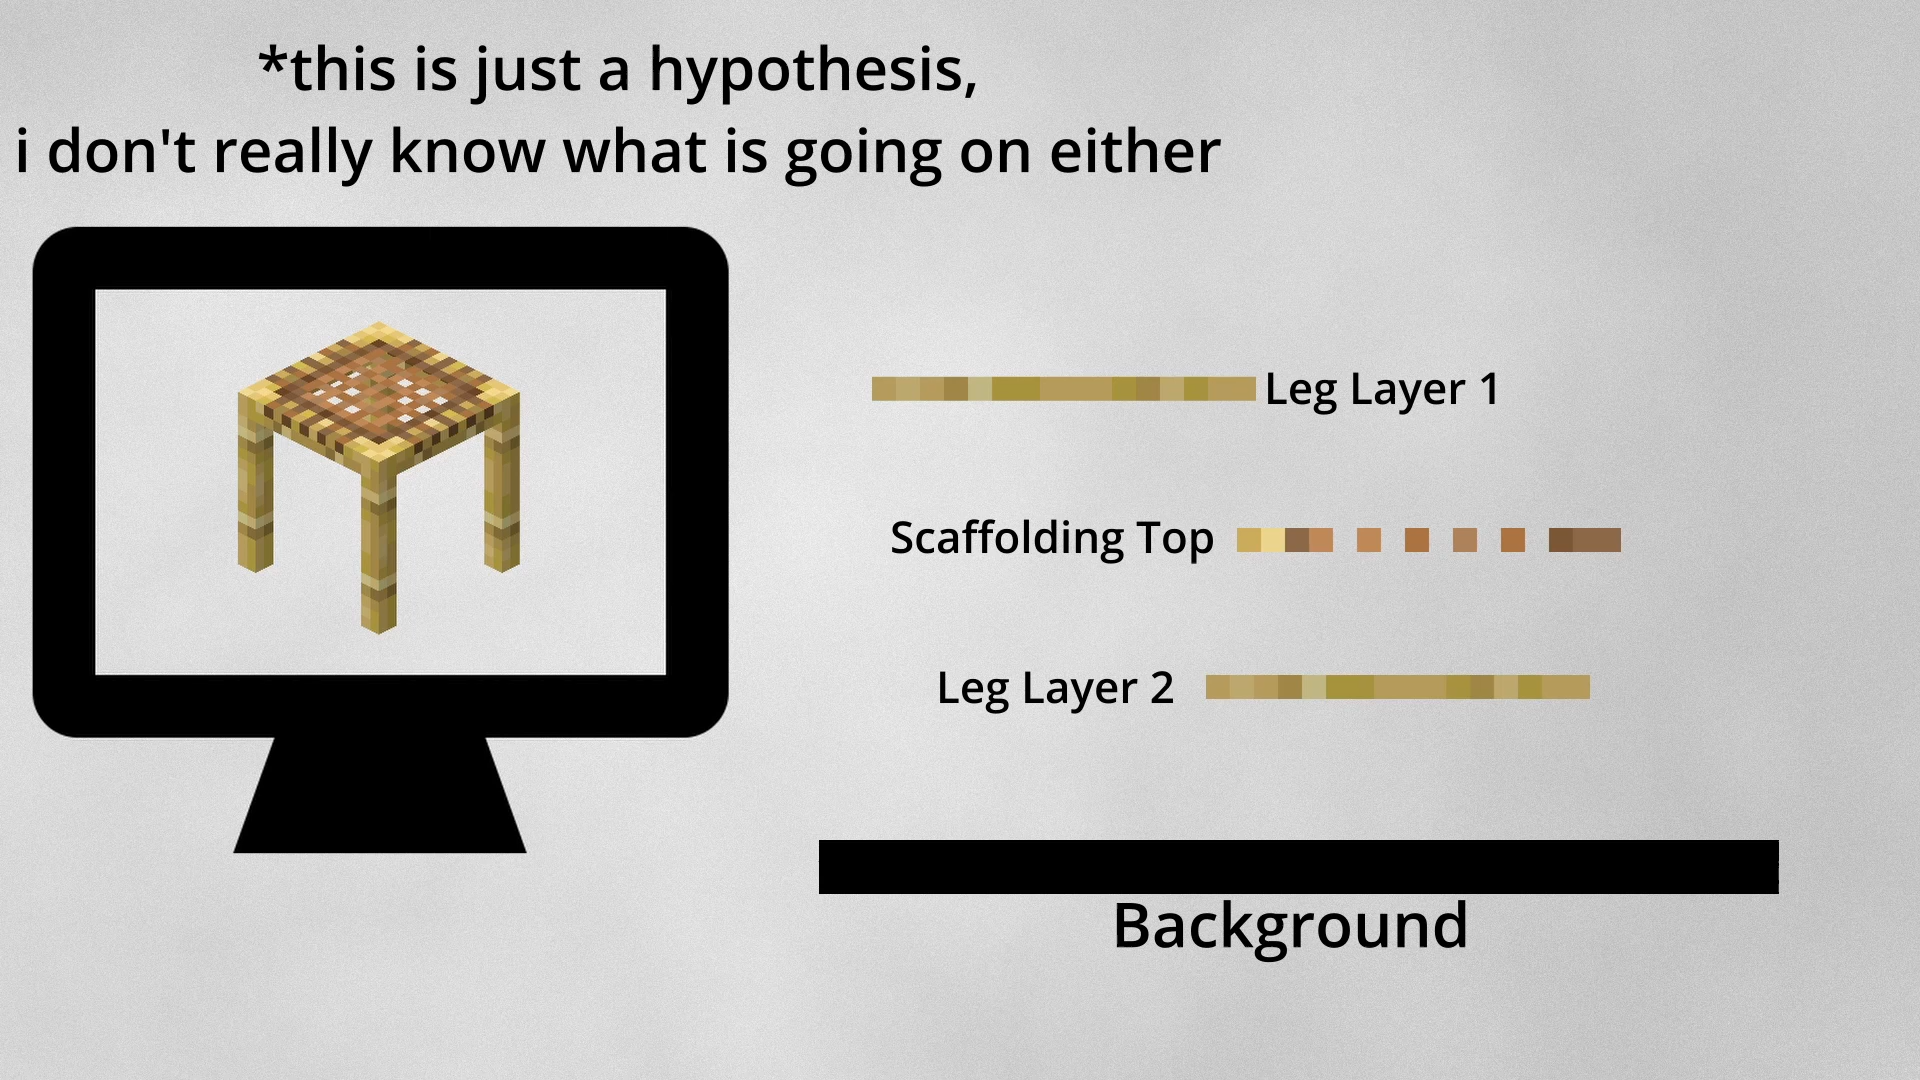 *this is just a hypothesis,
i don't really know what is going on either
Leg Layer 1
Scaffolding Top
Leg Layer 2
Background